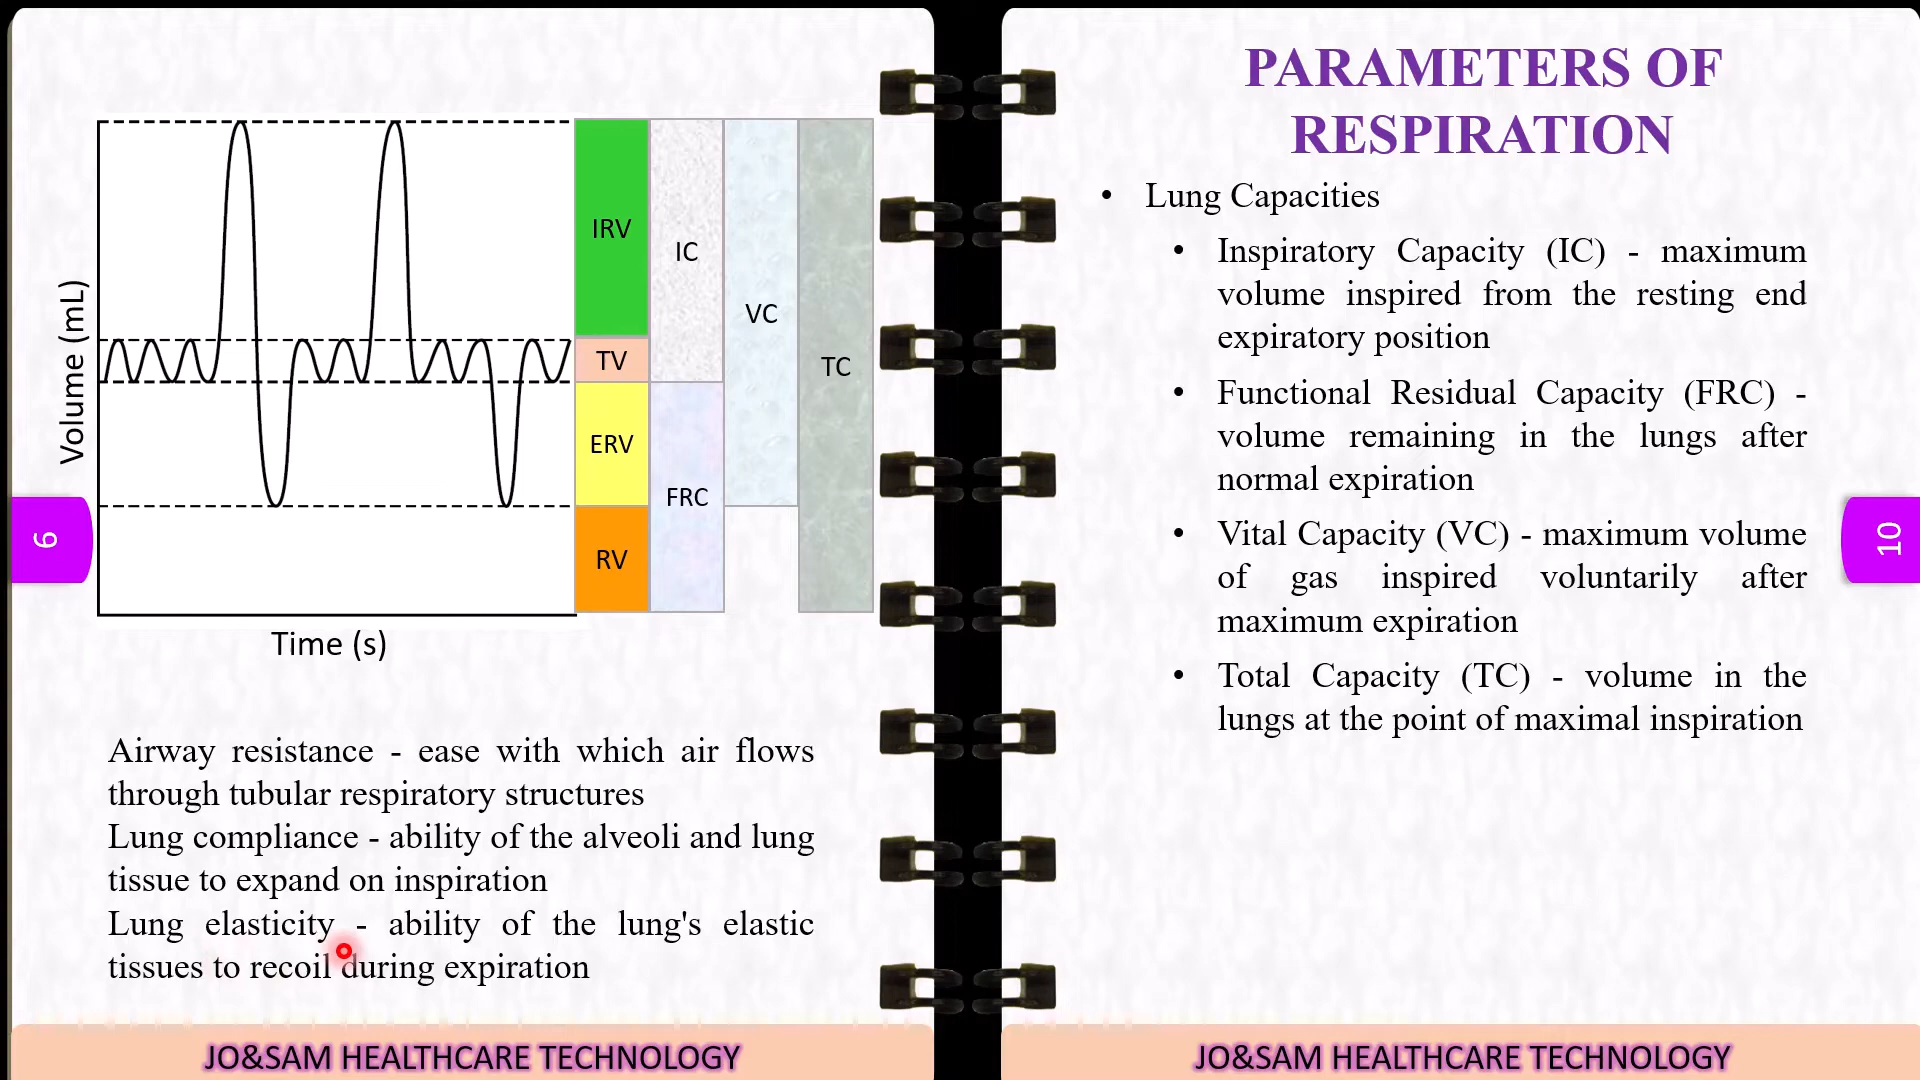 Volume (mL)
IRV
TV
ERV
RV
IC
FRC
VC
TC
Time (s)
6
Airway resistance - ease with which air flows
through tubular respiratory structures
Lung compliance - ability of the alveoli and lung
tissue to expand on inspiration
Lung elasticity - ability of the lung's elastic
tissues to recoil during expiration
JO&SAM HEALTHCARE TECHNOLOGY
PARAMETERS OF
RESPIRATION
• Lung Capacities
• Inspiratory Capacity (IC) - maximum
volume inspired from the resting end
expiratory position
• Functional Residual Capacity (FRC) -
volume remaining in the lungs after
normal expiration
• Vital Capacity (VC) - maximum volume
of gas inspired voluntarily after
maximum expiration
• Total Capacity (TC) - volume in the
lungs at the point of maximal inspiration
10
JO&SAM HEALTHCARE TECHNOLOGY